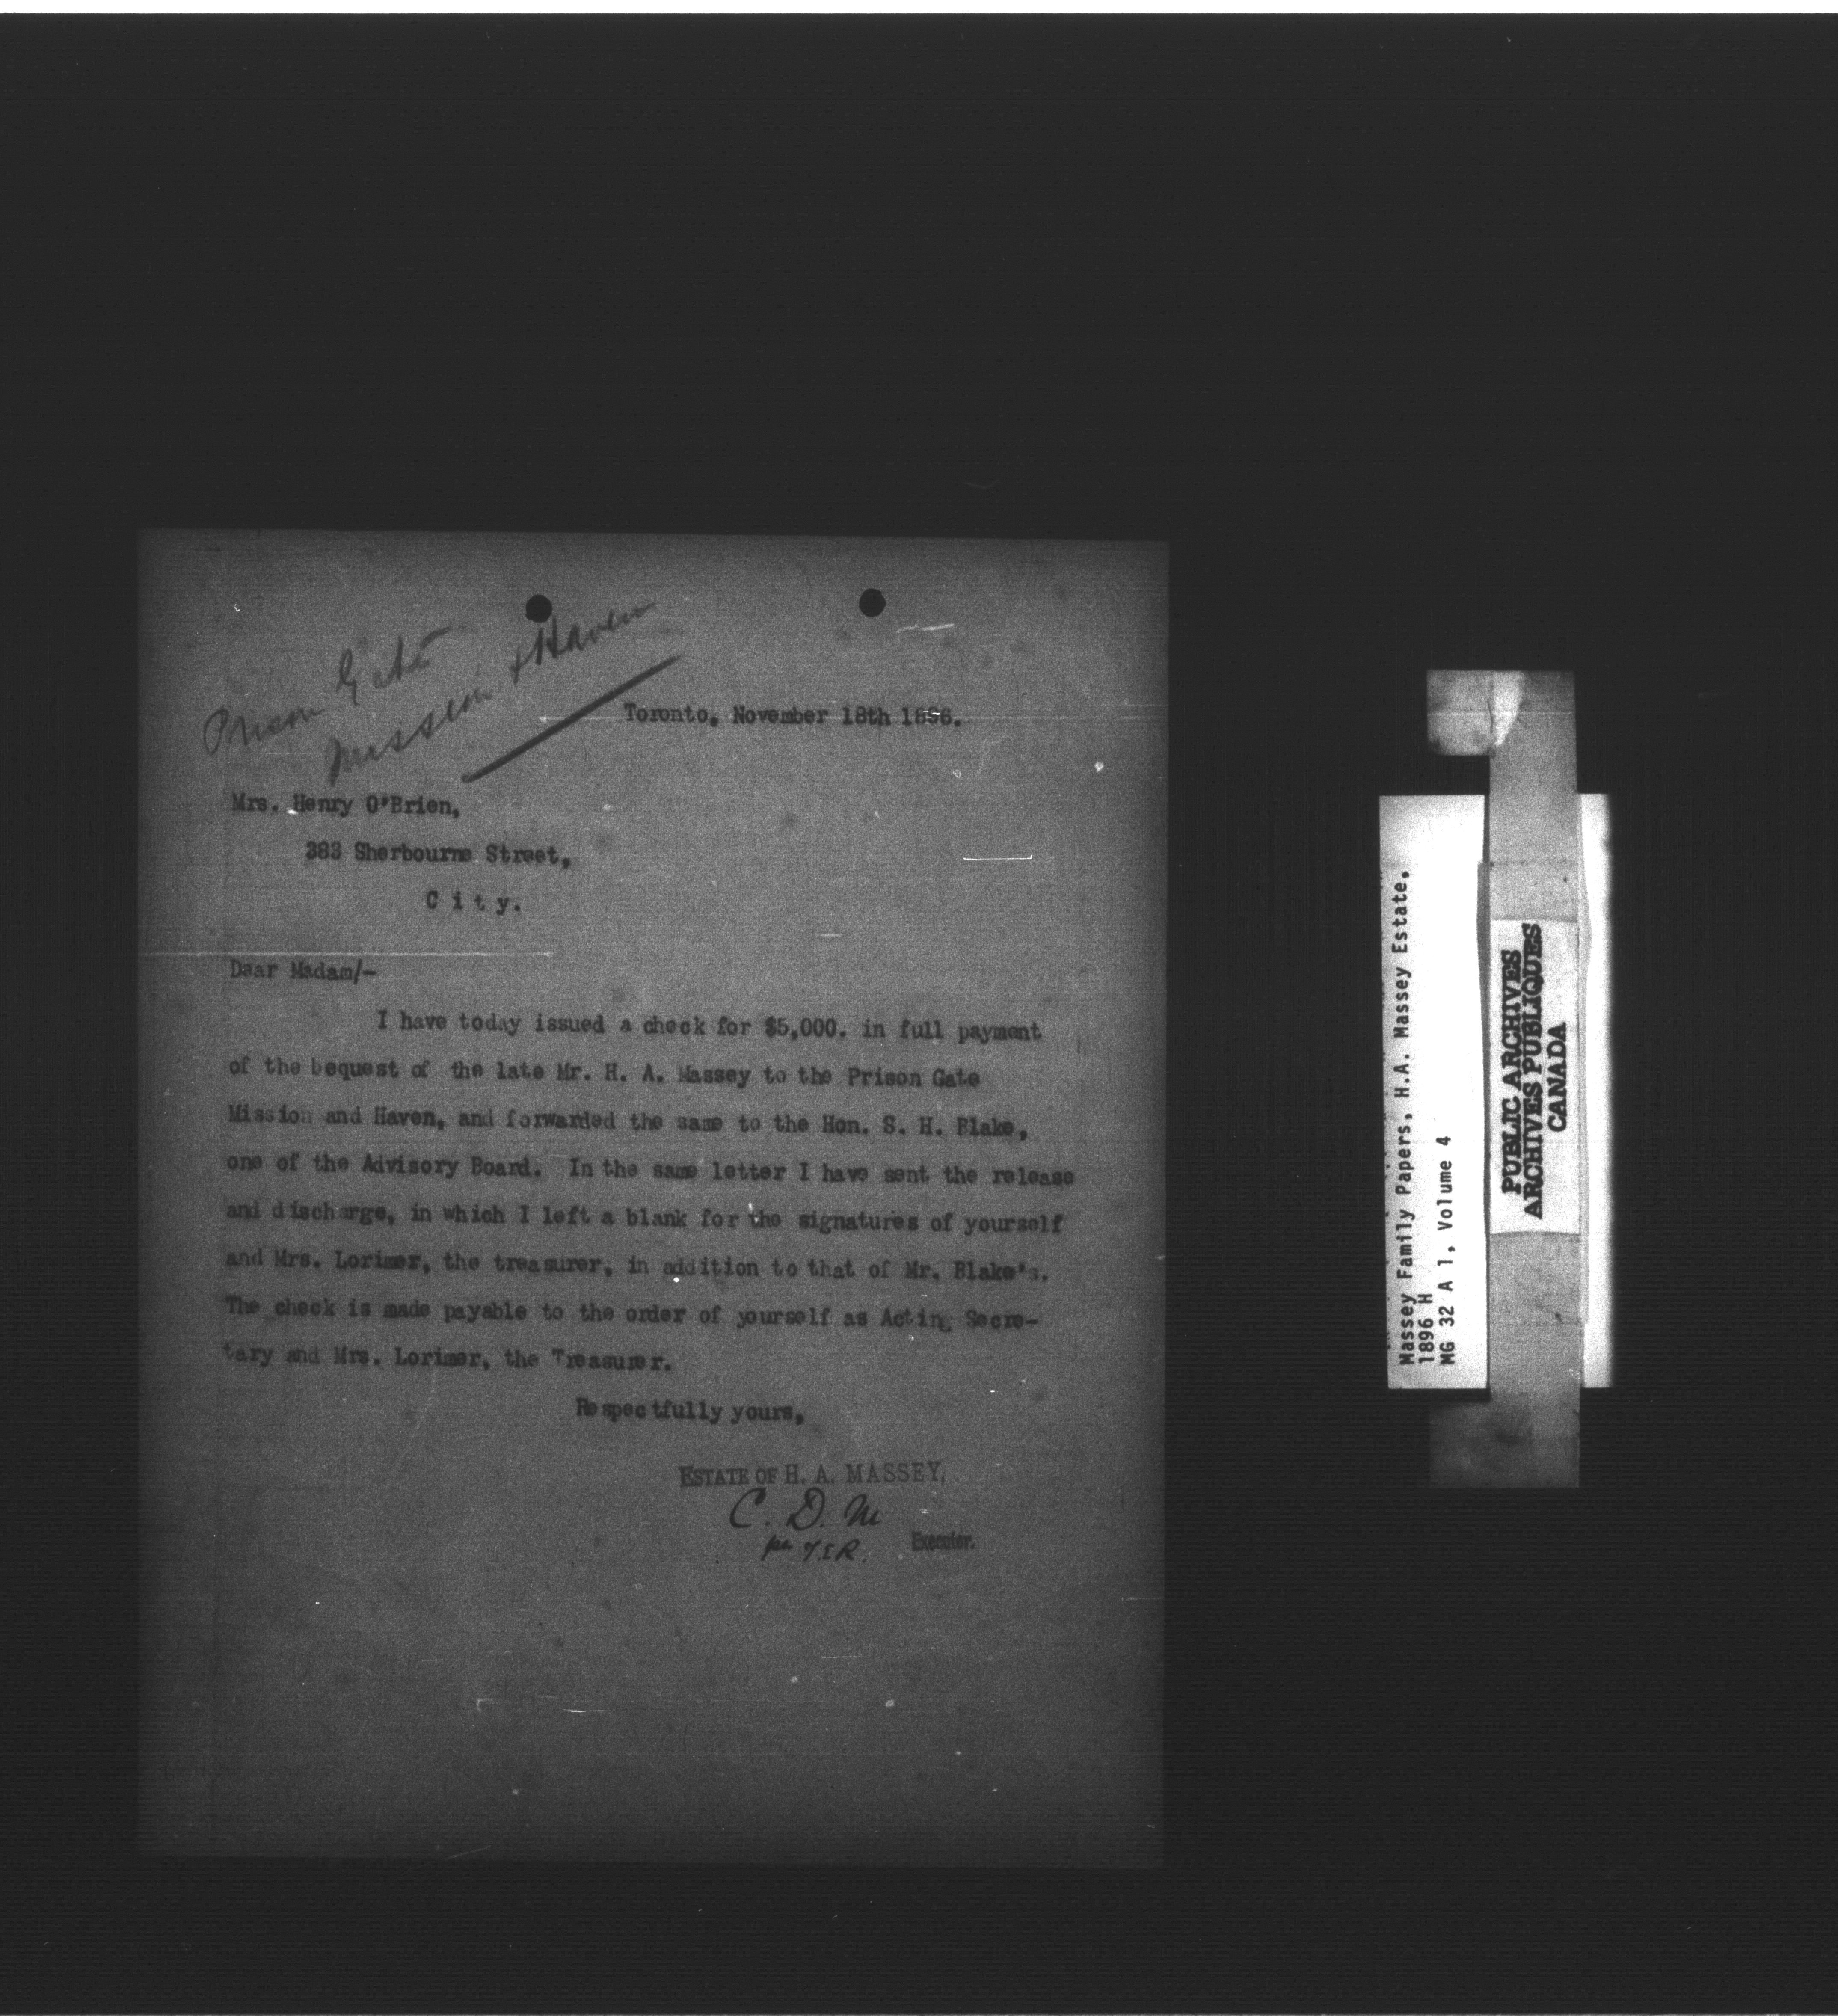 Prison Gate
Mission & Haven
Toronto, November 18th 1896.
Mrs. Henry O'Brien,
383 Sherbourne Street,
C i t y.
Dear Madam/-
I have today issued a check for $5,000. in full payment
of the bequest of the late Mr. H. A. Massey to the Prison Gate
Mission and Haven, and forwarded the same to the Hon. S. H. Blake,
one of the Advisory Board. In the same letter I have sent the release
and discharge, in which I left a blank for the signatures of yourself
and Mrs. Lorimer, the treasurer, in addition to that of Mr. Blake's.
The check is made payable to the order of yourself as Acting Secre-
tary and Mrs. Lorimer, the Treasurer.
Respectfully yours,
ESTATE OF H. A. MASSEY,
C. D. M
per
Executor.
Massey Family Papers, H.A. Massey Estate,
1896 H
MG 32 A 1, Volume 4
PUBLIC ARCHIVES
ARCHIVES PUBLIQUES
CANADA